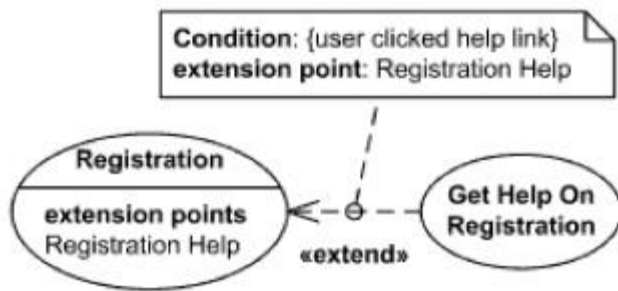 Condition: {user clicked help link}
extension point: Registration Help
Registration
extension points
Registration Help
«extend»
Get Help On
Registration